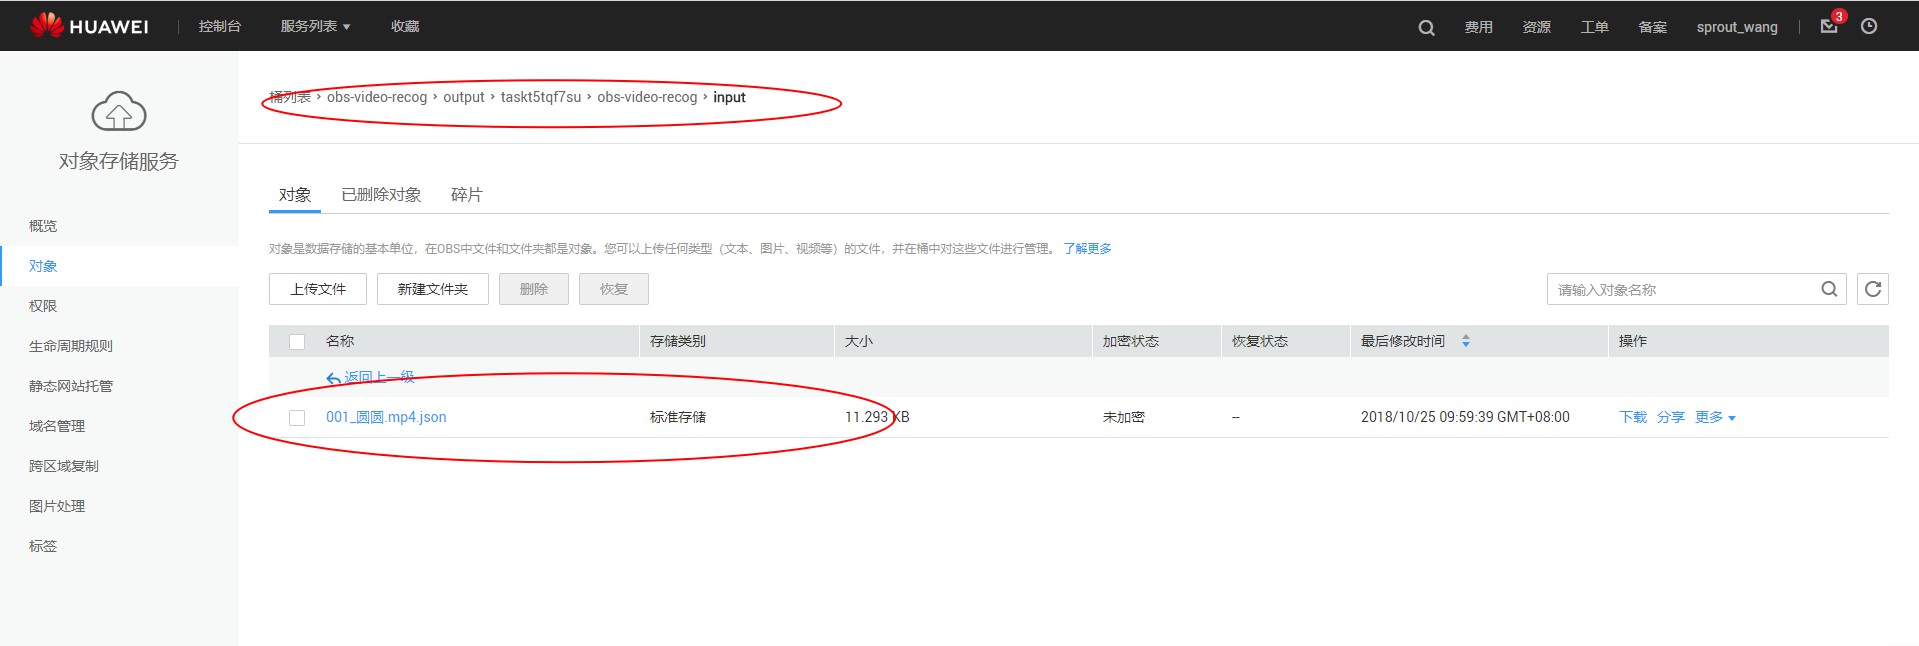 HUAWEI 控制台 服务列表 收藏 费用 资源 工单 备案 sprout_wang 3
桶列表 › obs-video-recog › output › taskt5tqf7su › obs-video-recog › input
对象存储服务
概览
对象
权限
生命周期规则
静态网站托管
域名管理
跨区域复制
图片处理
标签
对象 已删除对象 碎片
对象是数据存储的基本单位，在OBS中文件和文件夹都是对象。您可以上传任何类型（文本、图片、视频等）的文件，并在桶中对这些文件进行管理。 了解更多
上传文件 新建文件夹 删除 恢复 请输入对象名称
名称 存储类别 大小 加密状态 恢复状态 最后修改时间 操作
返回上一级
001_圆圆.mp4.json 标准存储 11.293 KB 未加密 -- 2018/10/25 09:59:39 GMT+08:00 下载 分享 更多